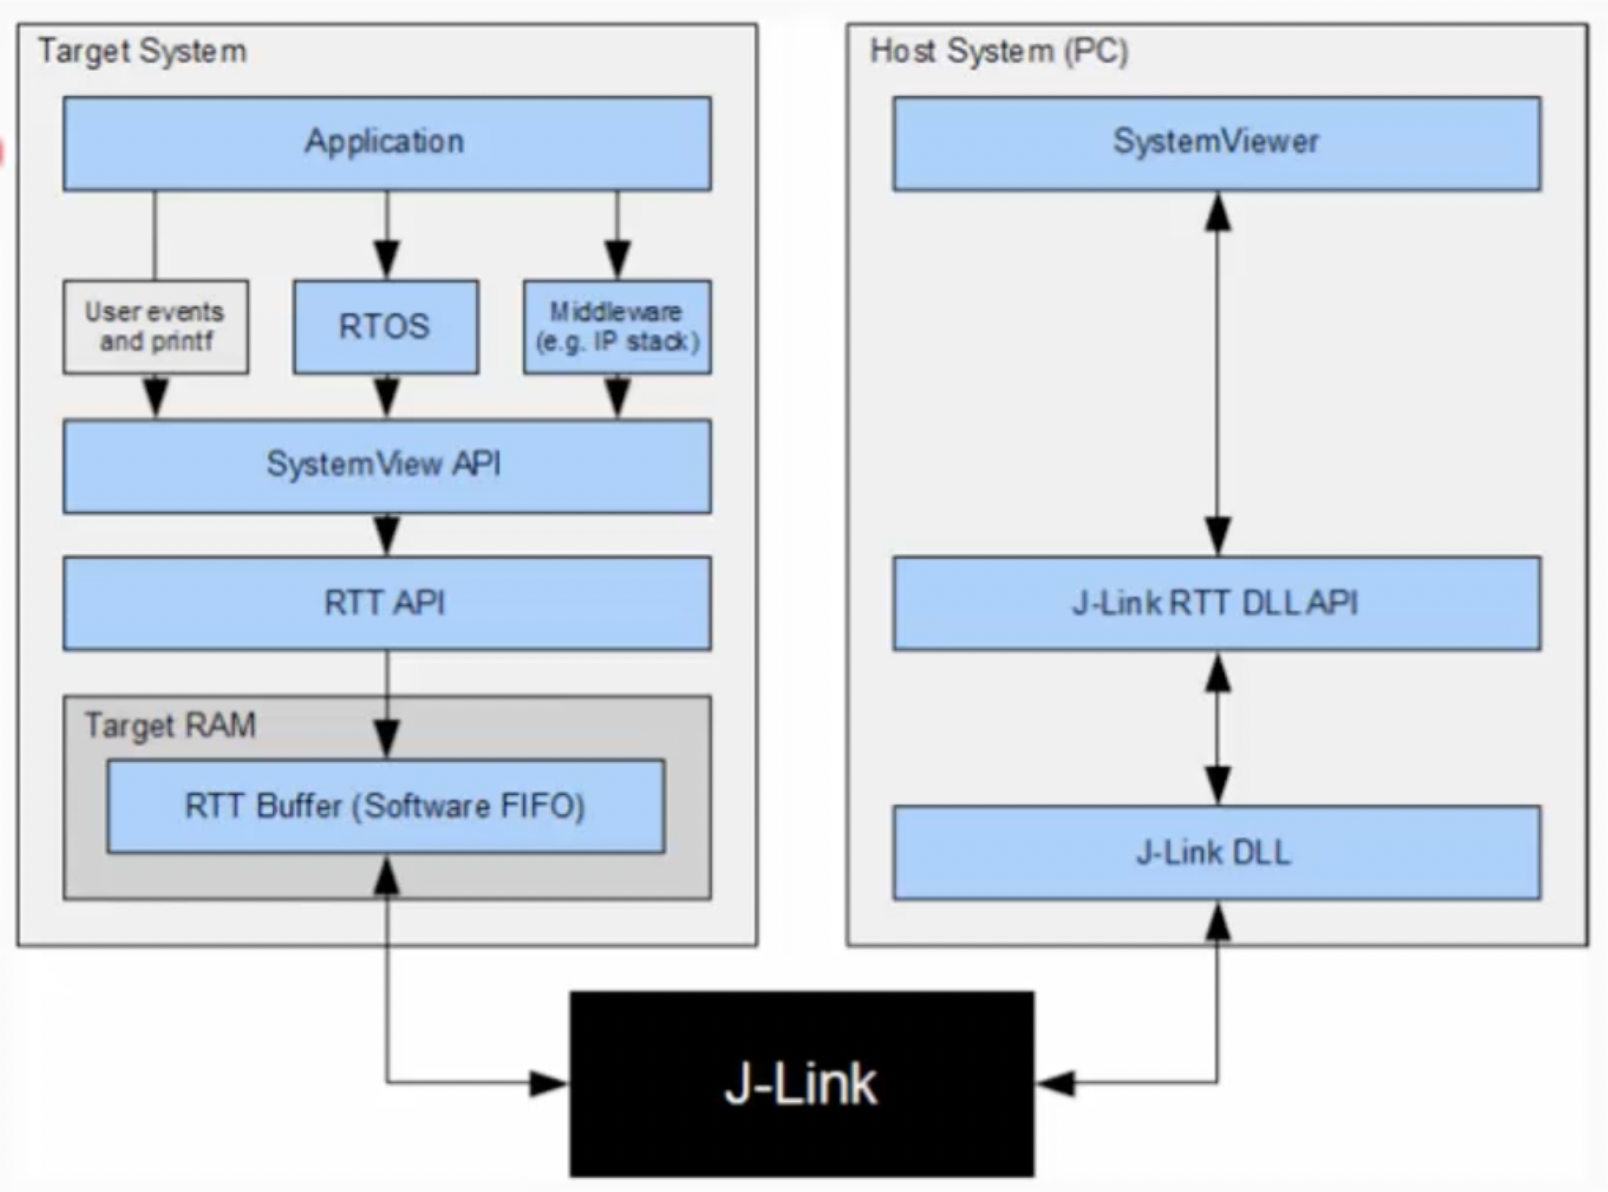 Target System
Application
User events
and printf
RTOS
Middleware
(e.g. IP stack)
SystemView API
RTT API
Target RAM
RTT Buffer (Software FIFO)
Host System (PC)
SystemViewer
J-Link RTT DLL API
J-Link DLL
J-Link